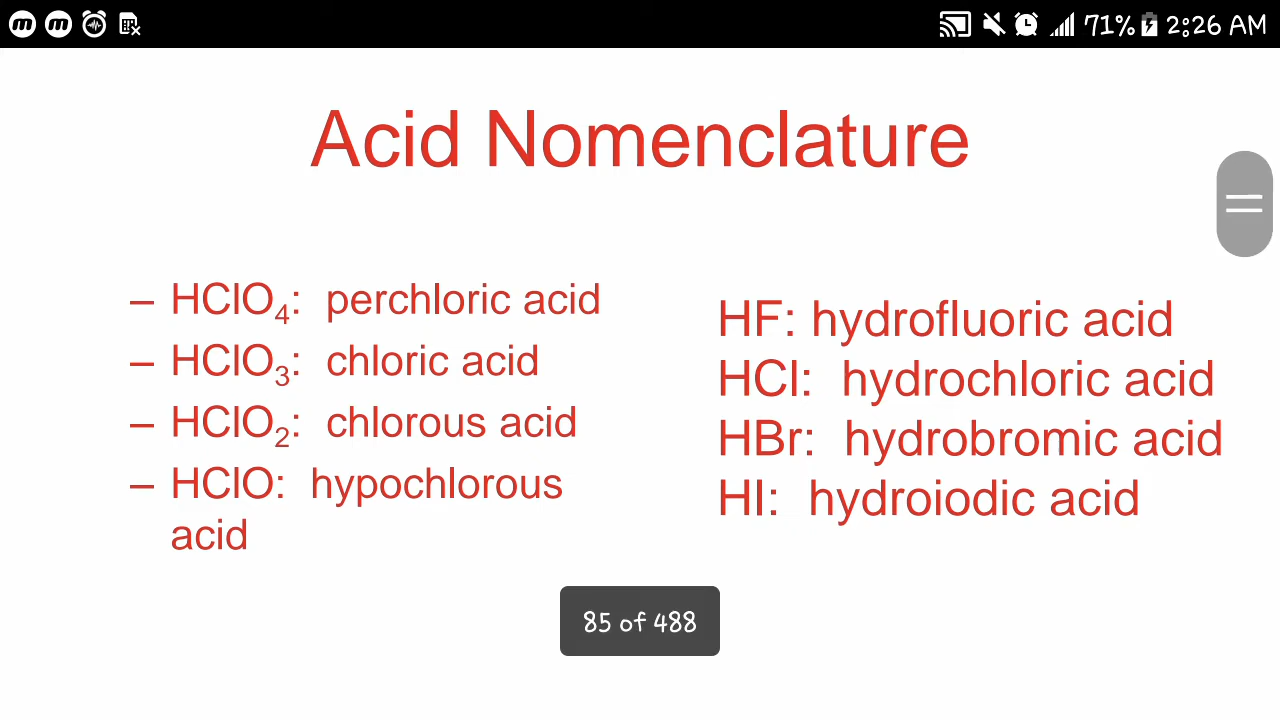 71% 2:26 AM
Acid Nomenclature
– HClO₄: perchloric acid
– HClO₃: chloric acid
– HClO₂: chlorous acid
– HClO: hypochlorous
acid
HF: hydrofluoric acid
HCl: hydrochloric acid
HBr: hydrobromic acid
HI: hydroiodic acid
85 of 488